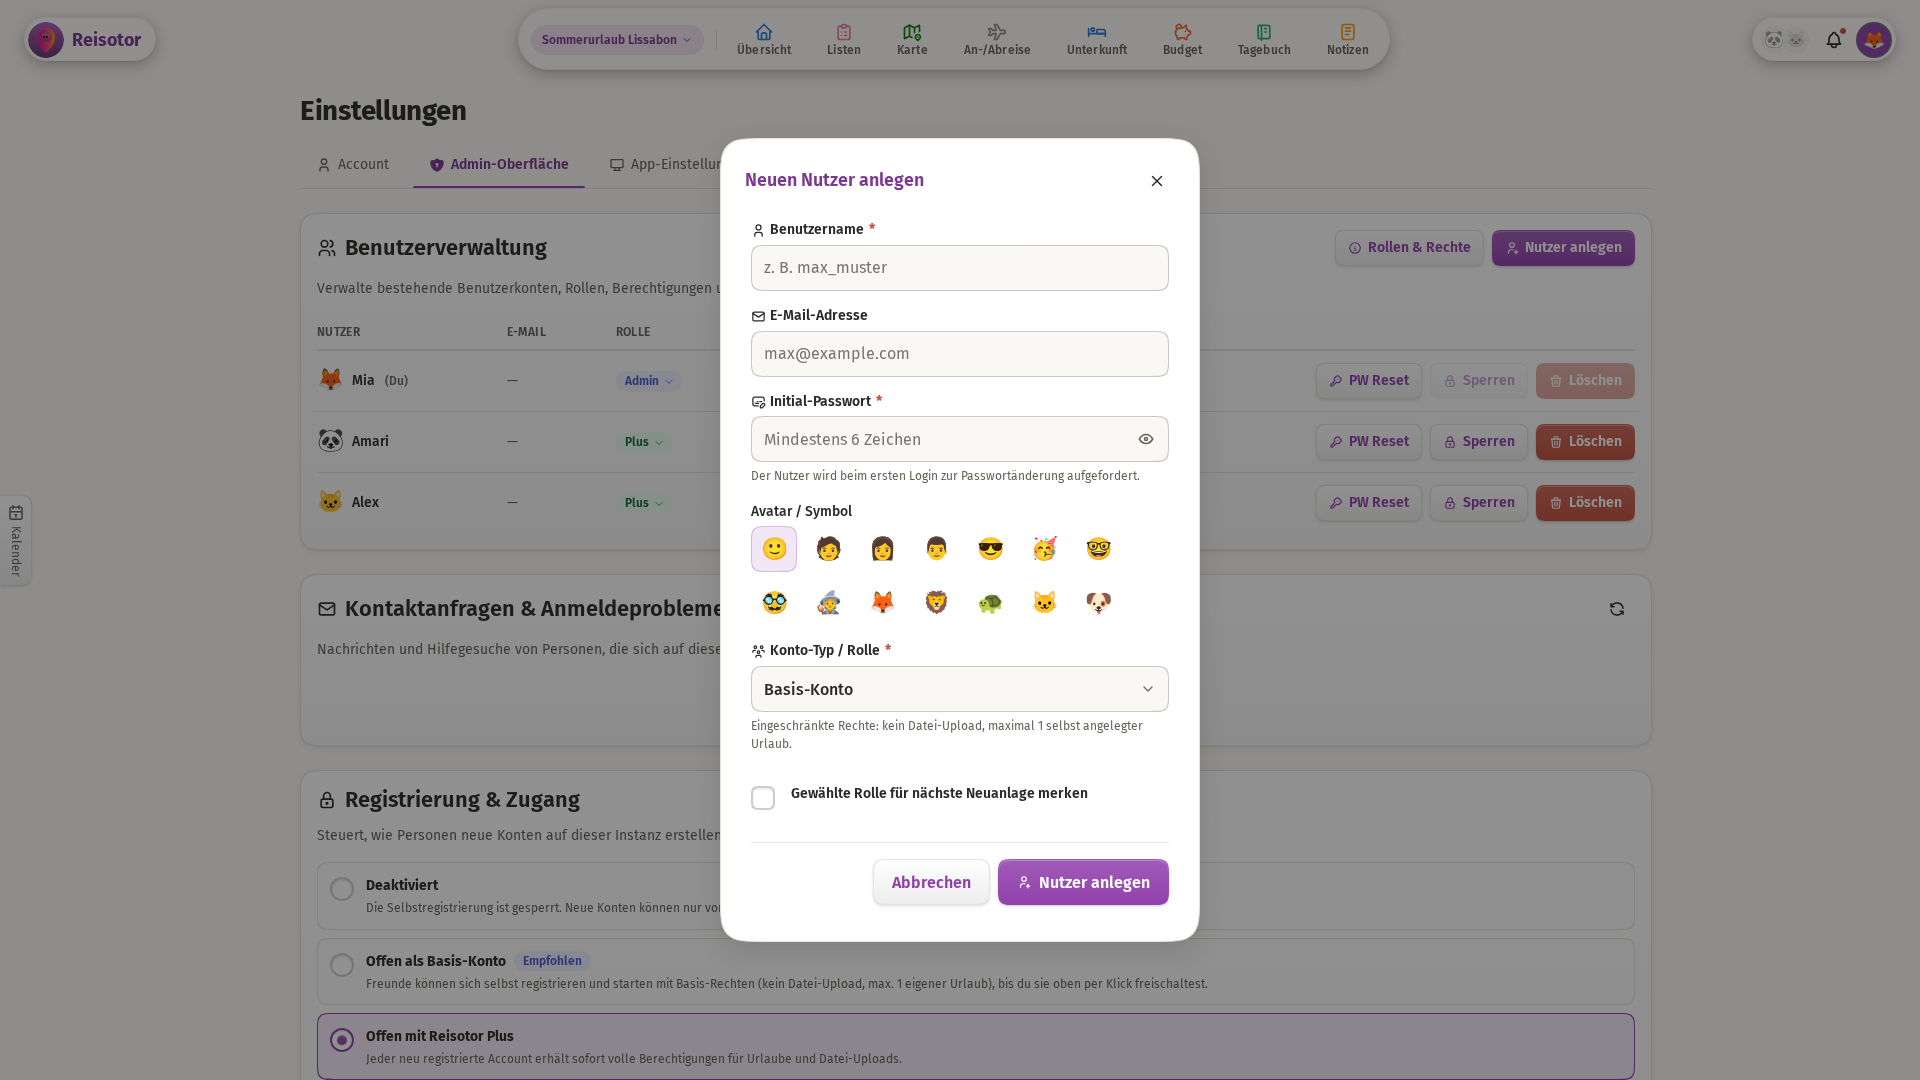 Reisotor
Sommerurlaub Lissabon
Übersicht
Listen
Karte
An-/Abreise
Unterkunft
Budget
Tagebuch
Notizen
Einstellungen
Account
Admin-Oberfläche
App-Einstellun
Benutzerverwaltung
Rollen & Rechte
Nutzer anlegen
Verwalte bestehende Benutzerkonten, Rollen, Berechtigungen u
NUTZER
E-MAIL
ROLLE
Mia (Du)
—
Admin
PW Reset
Sperren
Löschen
Amari
—
Plus
PW Reset
Sperren
Löschen
Alex
—
Plus
PW Reset
Sperren
Löschen
Kalender
Kontaktanfragen & Anmeldeprobleme
Nachrichten und Hilfegesuche von Personen, die sich auf diese
Registrierung & Zugang
Steuert, wie Personen neue Konten auf dieser Instanz erstellen
Deaktiviert
Die Selbstregistrierung ist gesperrt. Neue Konten können nur vo
Offen als Basis-Konto
Empfohlen
Freunde können sich selbst registrieren und starten mit Basis-Rechten (kein Datei-Upload, max. 1 eigener Urlaub), bis du sie oben per Klick freischaltest.
Offen mit Reisotor Plus
Jeder neu registrierte Account erhält sofort volle Berechtigungen für Urlaube und Datei-Uploads.
Neuen Nutzer anlegen
Benutzername *
z. B. max_muster
E-Mail-Adresse
max@example.com
Initial-Passwort *
Mindestens 6 Zeichen
Der Nutzer wird beim ersten Login zur Passwortänderung aufgefordert.
Avatar / Symbol
Konto-Typ / Rolle *
Basis-Konto
Eingeschränkte Rechte: kein Datei-Upload, maximal 1 selbst angelegter
Urlaub.
Gewählte Rolle für nächste Neuanlage merken
Abbrechen
Nutzer anlegen